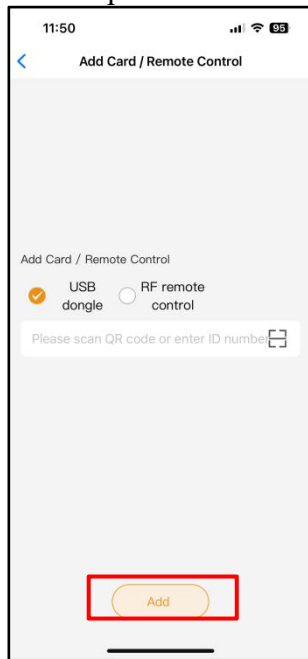 11:50
95
Add Card / Remote Control
Add Card / Remote Control
USB dongle
RF remote control
Please scan QR code or enter ID number
Add